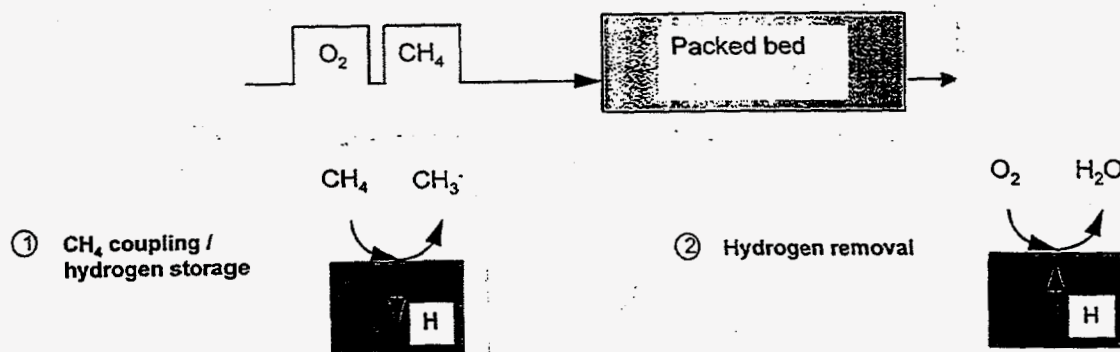 O₂ CH₄ Packed bed
CH₄ CH₃·
① CH₄ coupling /
hydrogen storage
H
O₂ H₂O
② Hydrogen removal
H